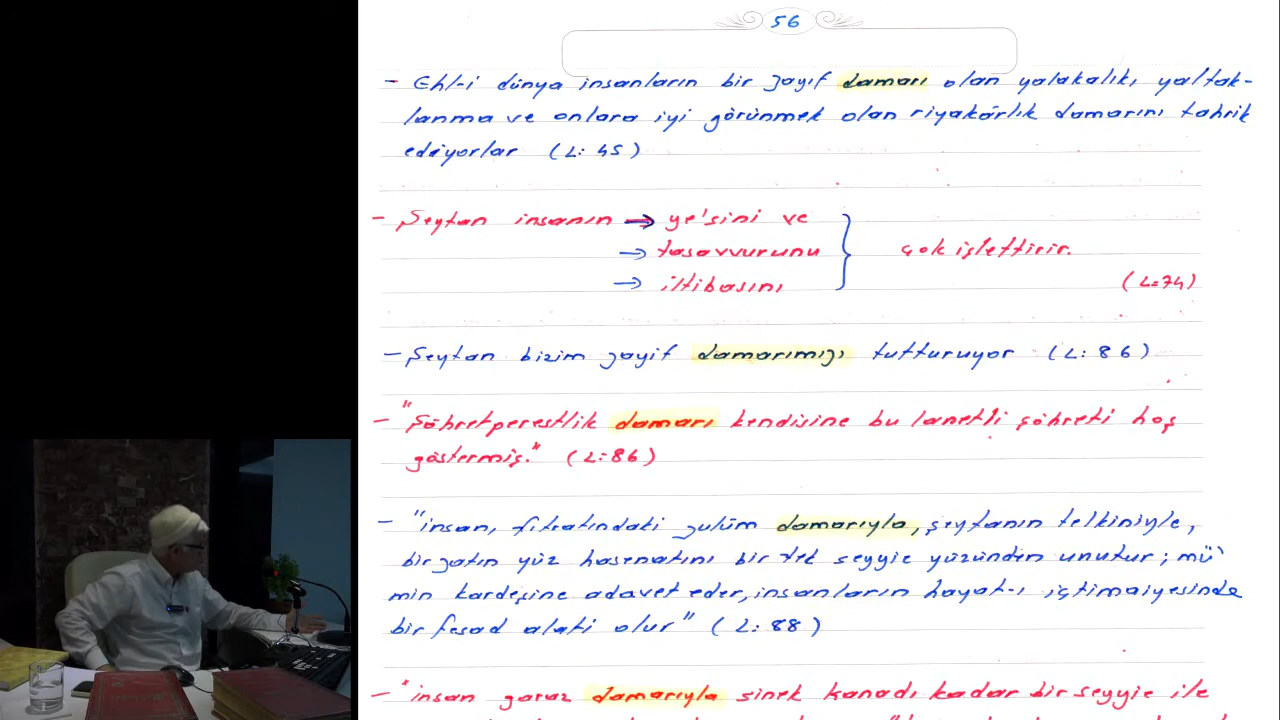 56
- Ehl-i dünya insanların bir zayıf damarı olan yalakalık, yaltak-
lanma ve onlara iyi görünmek olan riyakârlık damarını tahrik
ediyorlar (L: 45)
- Şeytan insanın → ye'sini ve
→ tasavvurunu } çok işlettirir.
→ iltibasını (L:74)
- Şeytan bizim zayıf damarımızı tutturuyor (L: 86)
- "Şöhretperestlik damarı kendisine bu lanetli şöhreti hoş
göstermiş." (L:86)
- "insan, fıtratındaki zulüm damarıyla, şeytanın telkiniyle,
bir zatın yüz hasenatını bir tek seyyie yüzünden unutur; mü'
min kardeşine adavet eder, insanların hayat-ı içtimaiyesinde
bir fesad aleti olur" (L: 88)
- "insan garaz damarıyla sinek kanadı kadar bir seyyie ile